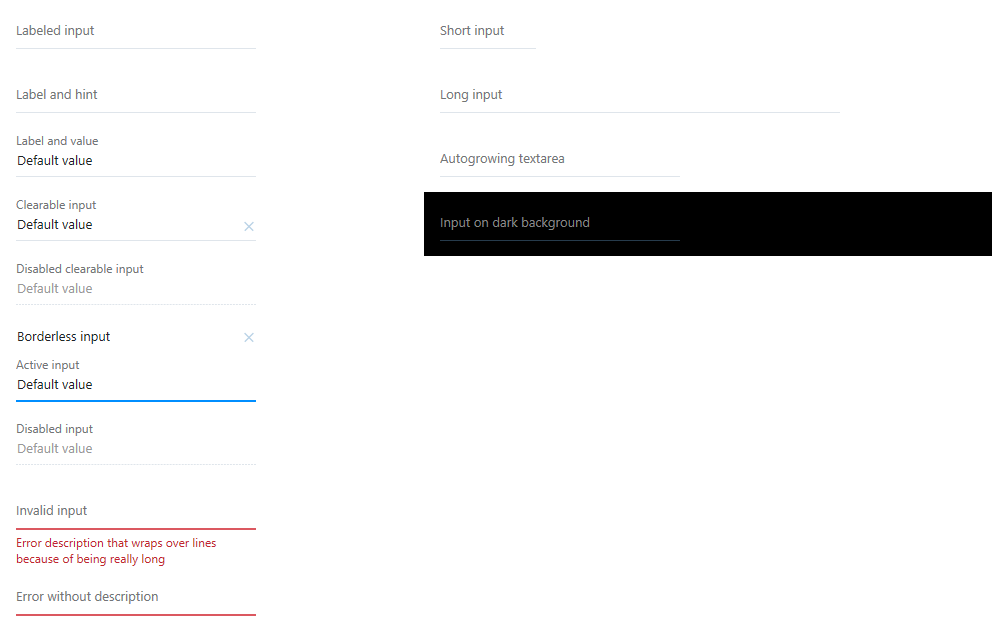 Labeled input
Label and hint
Label and value
Default value
Clearable input
Default value
Disabled clearable input
Default value
Borderless input
Active input
Default value
Disabled input
Default value
Invalid input
Error description that wraps over lines
because of being really long
Error without description
Short input
Long input
Autogrowing textarea
Input on dark background